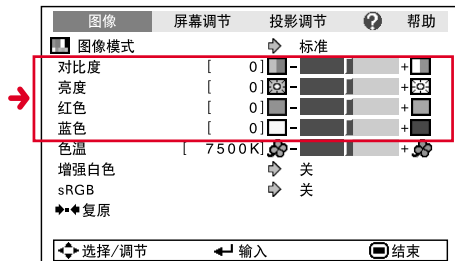 图像 屏幕调节 投影调节 ? 帮助
图像模式 标准
对比度 [ 0] - +
亮度 [ 0] - +
红色 [ 0] - +
蓝色 [ 0] - +
色温 [ 7500K] - +
增强白色 关
sRGB 关
复原
选择/调节 输入 结束